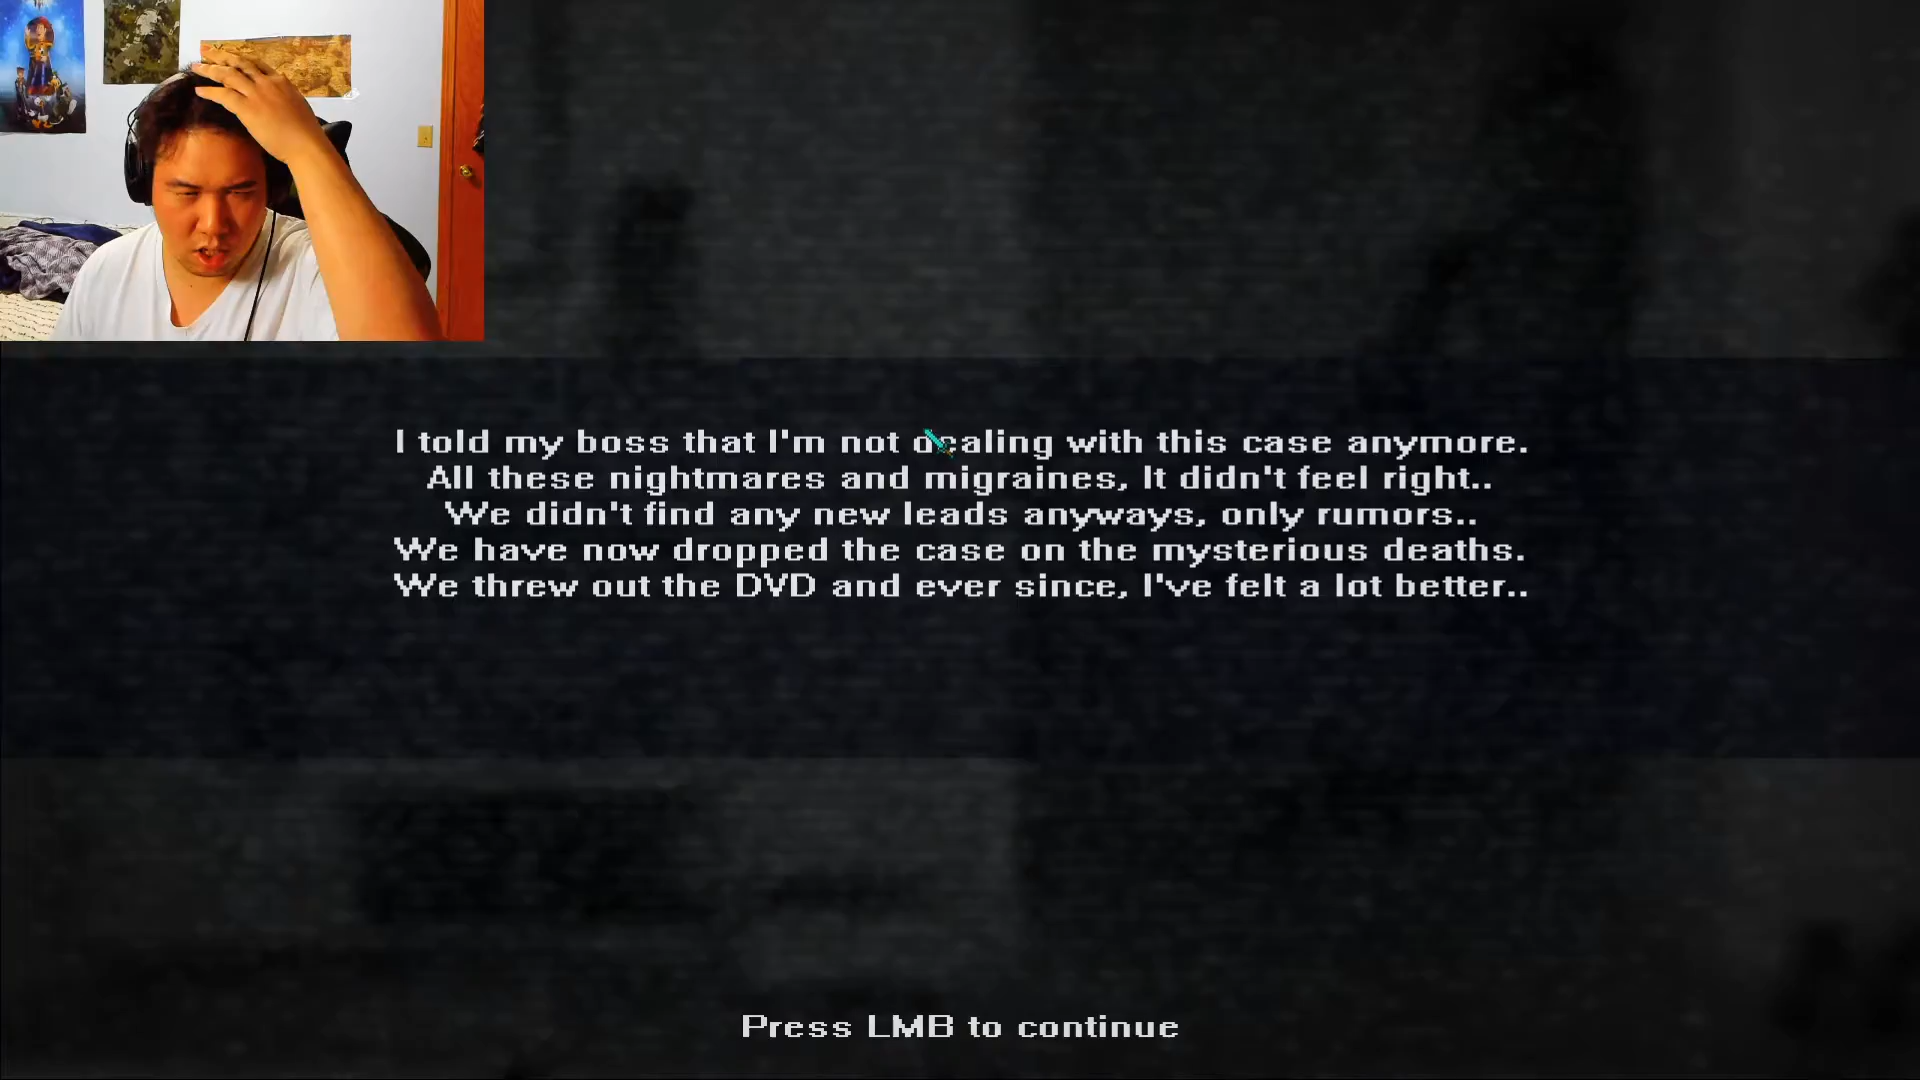 I told my boss that I'm not dealing with this case anymore.
All these nightmares and migraines, It didn't feel right..
We didn't find any new leads anyways, only rumors..
We have now dropped the case on the mysterious deaths.
We threw out the DVD and ever since, I've felt a lot better..
Press LMB to continue